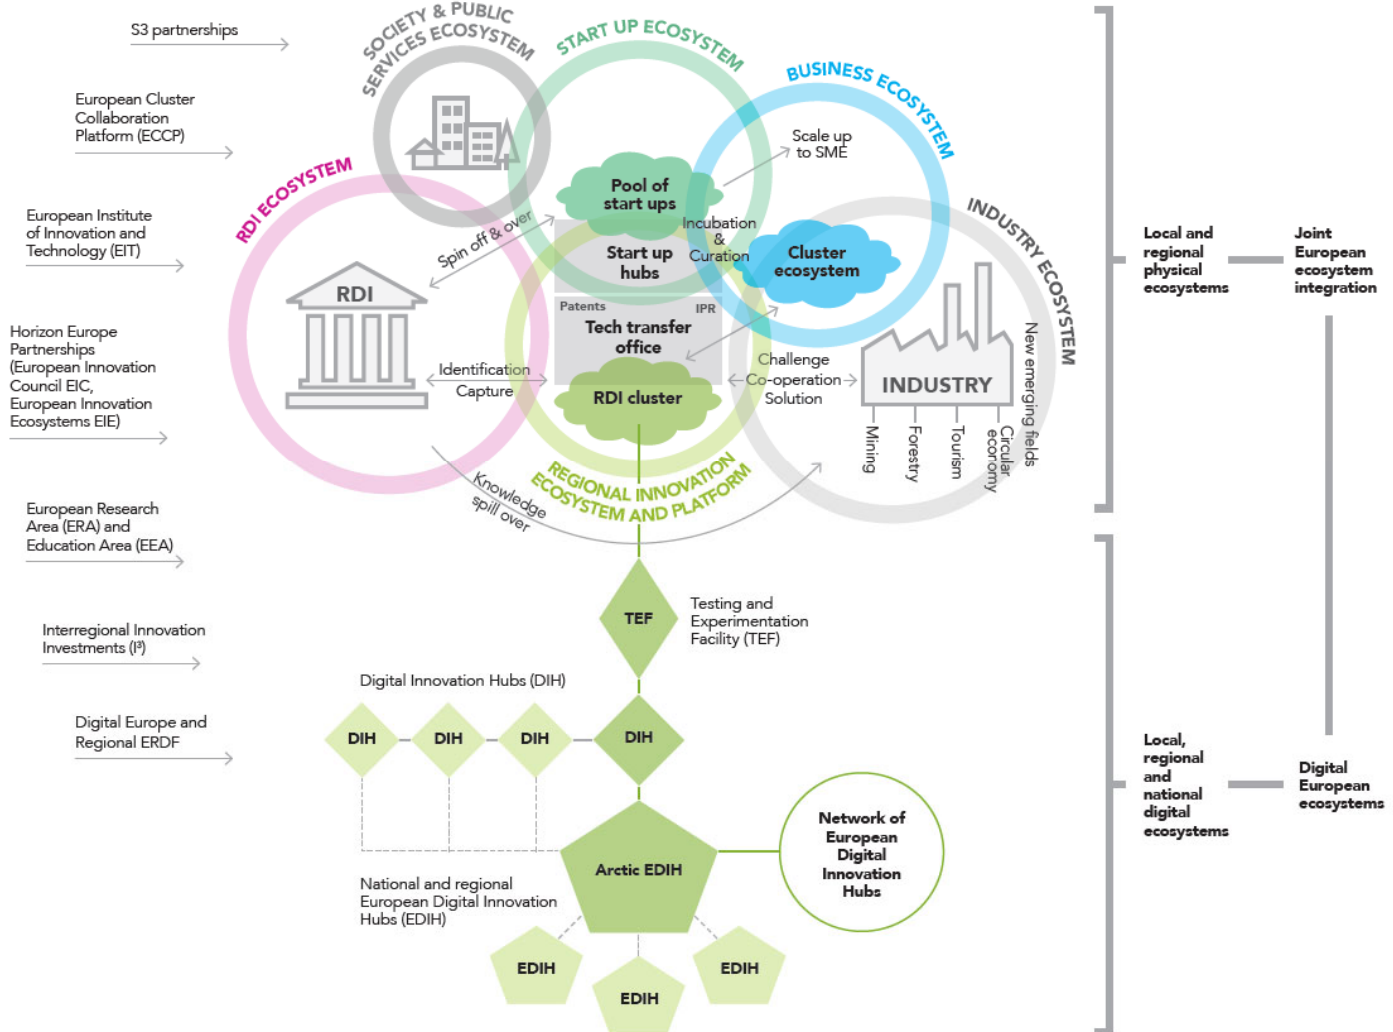 S3 partnerships
European Cluster
Collaboration
Platform (ECCP)
European Institute
of Innovation and
Technology (EIT)
Horizon Europe
Partnerships
(European Innovation
Council EIC,
European Innovation
Ecosystems EIE)
European Research
Area (ERA) and
Education Area (EEA)
Interregional Innovation
Investments (I³)
Digital Europe and
Regional ERDF
SOCIETY & PUBLIC
SERVICES ECOSYSTEM
START UP ECOSYSTEM
BUSINESS ECOSYSTEM
RDI ECOSYSTEM
INDUSTRY ECOSYSTEM
Scale up
to SME
Pool of
start ups
Spin off & over
Incubation
&
Curation
Start up
hubs
Cluster
ecosystem
RDI
Patents
IPR
Tech transfer
office
Identification
Capture
RDI cluster
Challenge
Co-operation
Solution
INDUSTRY
Mining
Forestry
Tourism
Circular
economy
New emerging fields
REGIONAL INNOVATION
ECOSYSTEM AND PLATFORM
Knowledge
spill over
TEF
Testing and
Experimentation
Facility (TEF)
Digital Innovation Hubs (DIH)
DIH
DIH
DIH
DIH
Arctic EDIH
Network of
European
Digital
Innovation
Hubs
National and regional
European Digital Innovation
Hubs (EDIH)
EDIH
EDIH
EDIH
Local and
regional
physical
ecosystems
Joint
European
ecosystem
integration
Local,
regional
and
national
digital
ecosystems
Digital
European
ecosystems